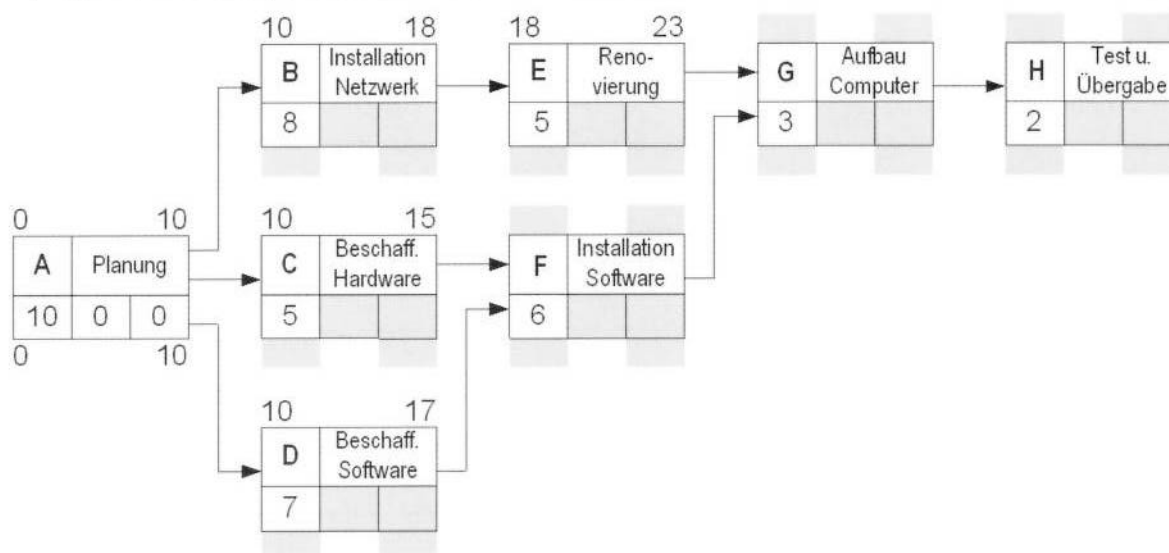 10 18
B Installation Netzwerk
8
18 23
E Reno-
vierung
5
G Aufbau
Computer
3
H Test u.
Übergabe
2
0 10
A Planung
10 0 0
0 10
10 15
C Beschaff.
Hardware
5
F Installation
Software
6
10 17
D Beschaff.
Software
7